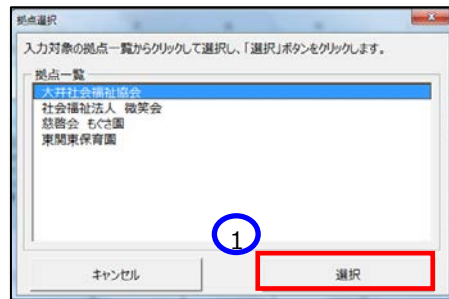 拠点選択
入力対象の拠点一覧からクリックして選択し、「選択」ボタンをクリックします。
拠点一覧
大井社会福祉協会
社会福祉法人 微笑会
慈啓会 もぐさ園
東関東保育園
1
キャンセル
選択